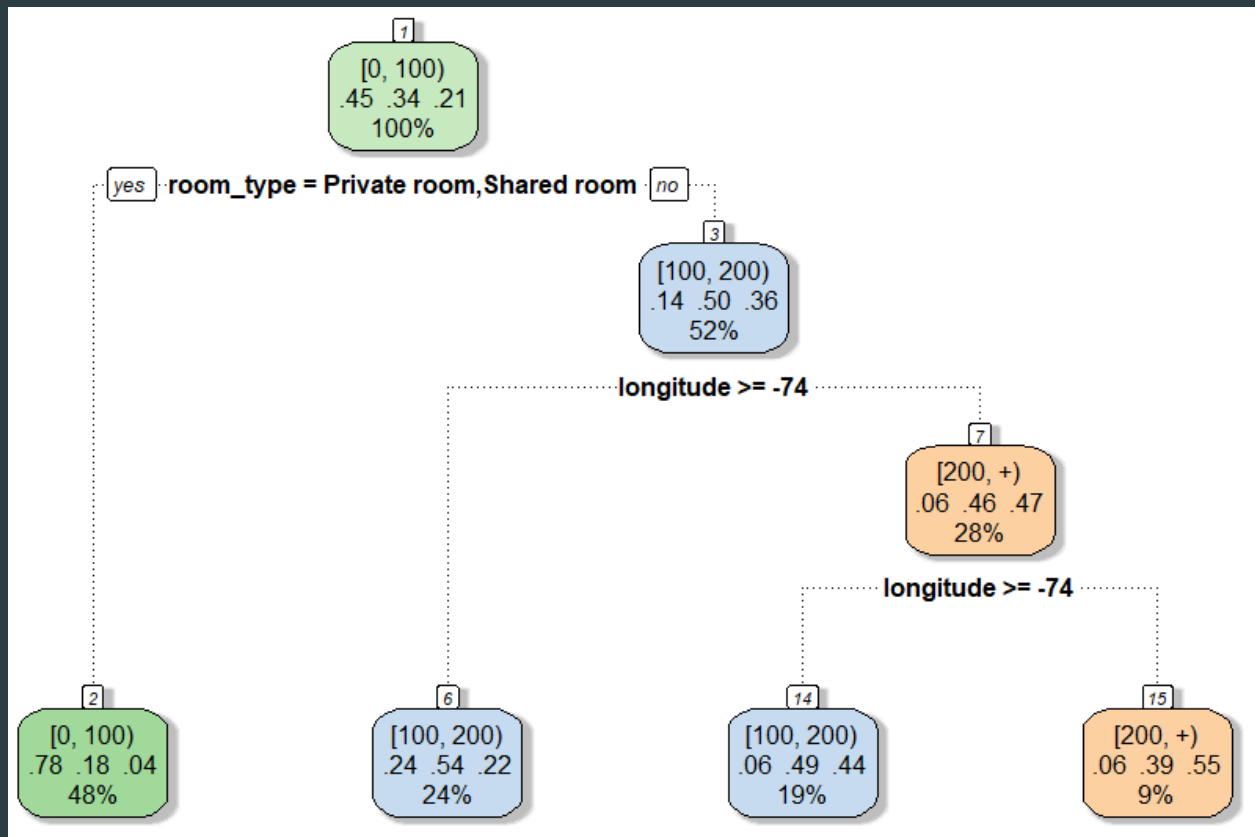 1
[0, 100)
.45 .34 .21
100%
yes room_type = Private room,Shared room no
3
[100, 200)
.14 .50 .36
52%
longitude >= -74
7
[200, +)
.06 .46 .47
28%
longitude >= -74
2
[0, 100)
.78 .18 .04
48%
6
[100, 200)
.24 .54 .22
24%
14
[100, 200)
.06 .49 .44
19%
15
[200, +)
.06 .39 .55
9%